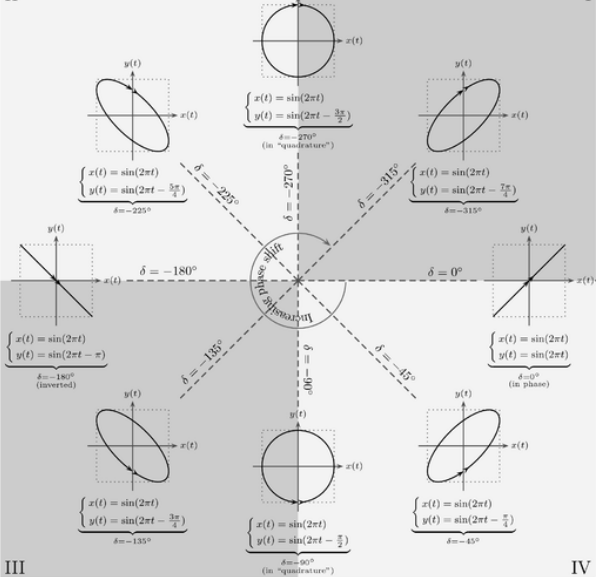 x(t)
{ x(t) = sin(2πt)
y(t) = sin(2πt − 3π/2)
δ=−270°
(in "quadrature")
y(t)
x(t)
{ x(t) = sin(2πt)
y(t) = sin(2πt − 5π/4)
δ=−225°
y(t)
x(t)
{ x(t) = sin(2πt)
y(t) = sin(2πt − 7π/4)
δ=−315°
δ = −225°
δ = −270°
δ = −315°
y(t)
x(t)
{ x(t) = sin(2πt)
y(t) = sin(2πt − π)
δ=−180°
(inverted)
δ = −180°
Increasing phase shift
δ = 0°
y(t)
x(t)
{ x(t) = sin(2πt)
y(t) = sin(2πt)
δ=0°
(in phase)
δ = −135°
δ = −90°
δ = −45°
y(t)
x(t)
{ x(t) = sin(2πt)
y(t) = sin(2πt − 3π/4)
δ=−135°
y(t)
x(t)
{ x(t) = sin(2πt)
y(t) = sin(2πt − π/2)
δ=−90°
(in "quadrature")
y(t)
x(t)
{ x(t) = sin(2πt)
y(t) = sin(2πt − π/4)
δ=−45°
III
IV